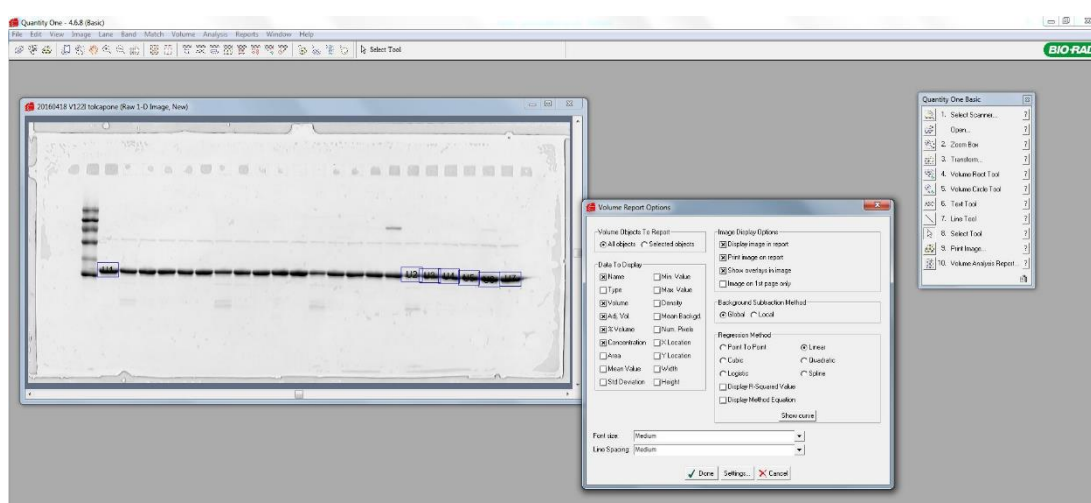 Quantity One - 4.6.8 (Basic)
File Edit View Image Lane Band Match Volume Analysis Reports Window Help
Select Tool
BIO-RAD
20160418 V122I tolcapone (Raw 1-D Image, New)
U1
U2 U3 U4 U5 U6 U7
Quantity One Basic
1. Select Scanner... ?
Open... ?
2. Zoom Box ?
3. Transform... ?
4. Volume Rect Tool ?
5. Volume Circle Tool ?
ABC 6. Text Tool ?
7. Line Tool ?
8. Select Tool ?
9. Print Image... ?
10. Volume Analysis Report... ?
Volume Report Options
Volume Objects To Report
All objects Selected objects
Data To Display
Name Min. Value
Type Max. Value
Volume Density
Adj. Vol Mean Backgd.
% Volume Num. Pixels
Concentration X Location
Area Y Location
Mean Value Width
Std Deviation Height
Image Display Options
Display image in report
Print image on report
Show overlays in image
Image on 1st page only
Background Subtraction Method
Global Local
Regression Method
Point To Point Linear
Cubic Quadratic
Logistic Spline
Display R-Squared Value
Display Method Equation
Show curve
Font size: Medium
Line Spacing: Medium
Done Settings... Cancel